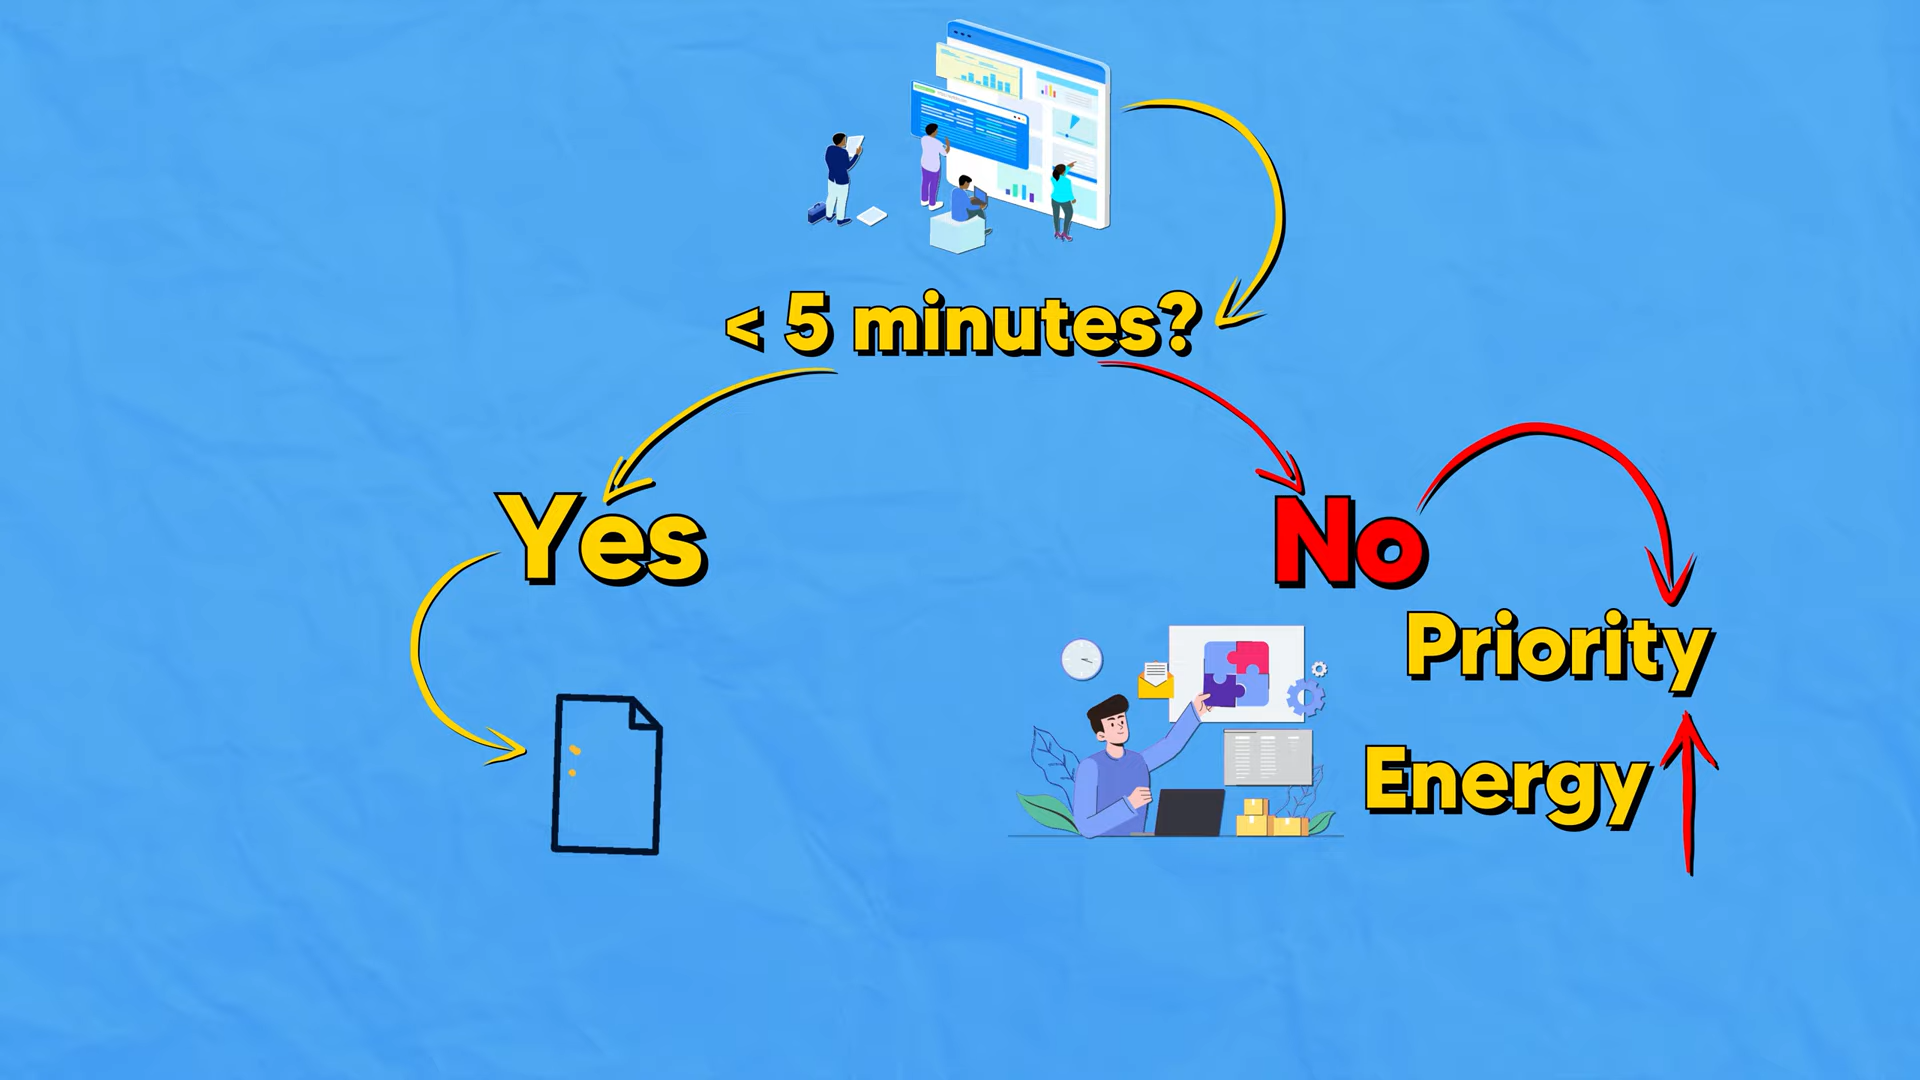 < 5 minutes?
Yes
No
Priority
Energy